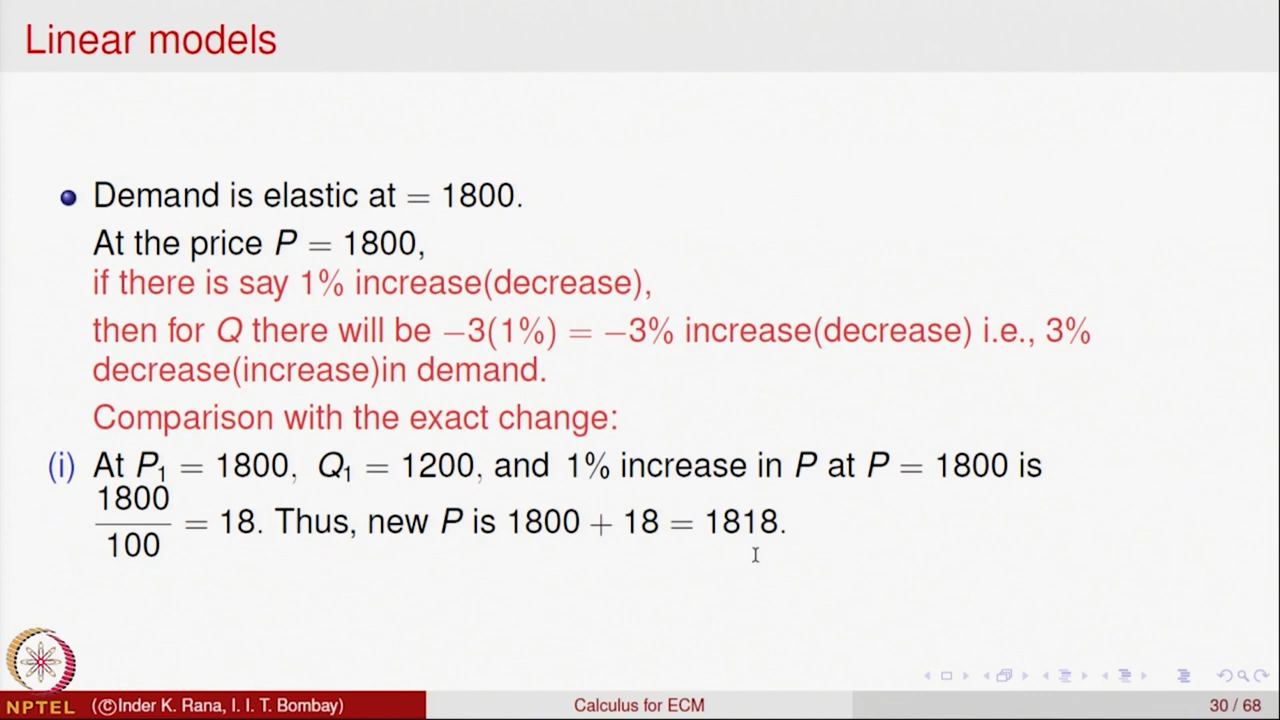 Linear models
Demand is elastic at = 1800.
At the price P = 1800,
if there is say 1% increase(decrease),
then for Q there will be −3(1%) = −3% increase(decrease) i.e., 3%
decrease(increase)in demand.
Comparison with the exact change:
(i) At P₁ = 1800, Q₁ = 1200, and 1% increase in P at P = 1800 is
1800/100 = 18. Thus, new P is 1800 + 18 = 1818.
NPTEL (©Inder K. Rana, I. I. T. Bombay) Calculus for ECM 30 / 68